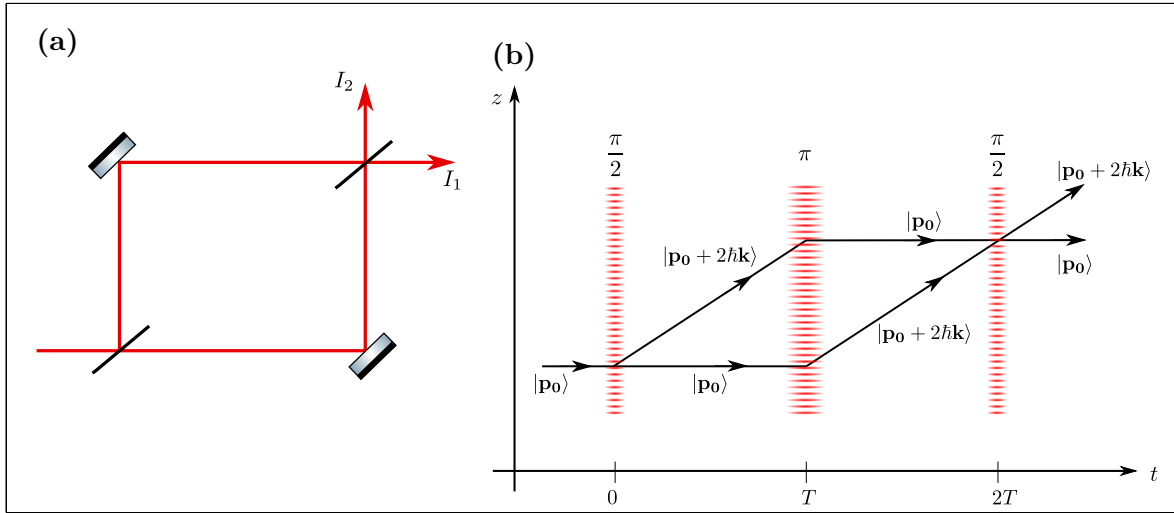 (a)
I₂
I₁
(b)
z
π/2
π
π/2
|p₀ + 2ħk⟩
|p₀⟩
|p₀ + 2ħk⟩
|p₀⟩
|p₀ + 2ħk⟩
|p₀⟩
|p₀⟩
t
0
T
2T